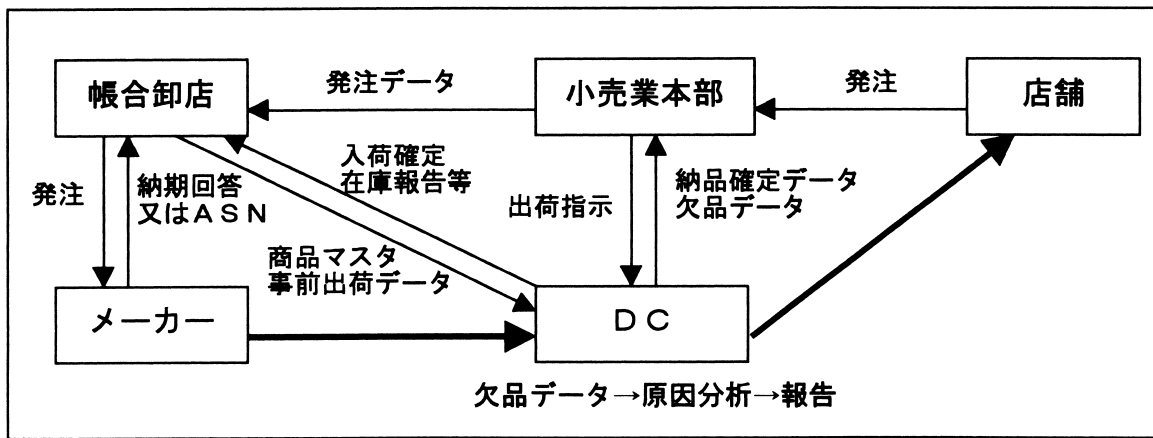 帳合卸店
発注データ
小売業本部
発注
店舗
入荷確定
在庫報告等
納品確定データ
欠品データ
出荷指示
発注
納期回答
又はASN
商品マスタ
事前出荷データ
メーカー
DC
欠品データ→原因分析→報告